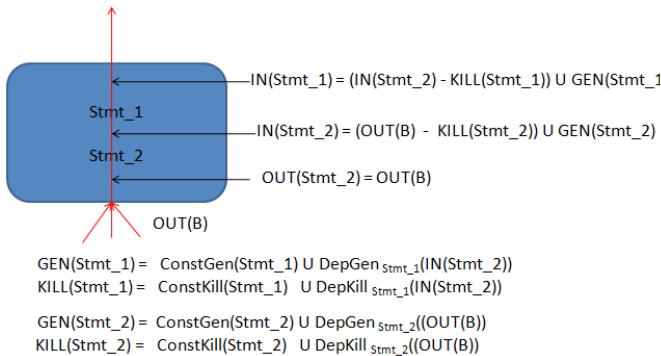 IN(Stmt_1) = (IN(Stmt_2) - KILL(Stmt_1)) U GEN(Stmt_1
Stmt_1
IN(Stmt_2) = (OUT(B) - KILL(Stmt_2)) U GEN(Stmt_2)
Stmt_2
OUT(Stmt_2) = OUT(B)
OUT(B)
GEN(Stmt_1) = ConstGen(Stmt_1) U DepGen Stmt_1(IN(Stmt_2))
KILL(Stmt_1) = ConstKill(Stmt_1) U DepKill Stmt_1(IN(Stmt_2))
GEN(Stmt_2) = ConstGen(Stmt_2) U DepGen Stmt_2((OUT(B))
KILL(Stmt_2) = ConstKill(Stmt_2) U DepKill Stmt_2((OUT(B))